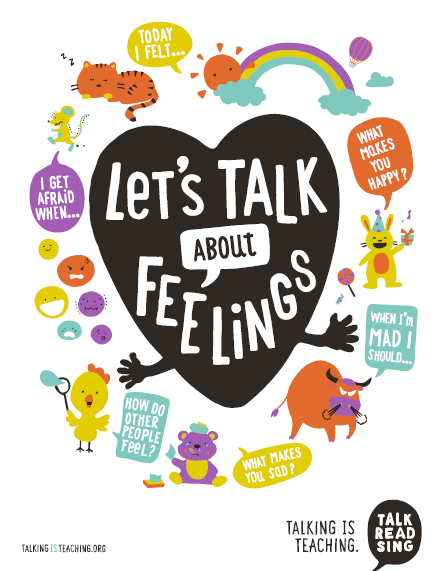 TODAY
I FELT...
z z z
WHAT
MAKES
YOU
HAPPY?
I GET
AFRAID
WHEN...
LET'S TALK
ABOUT
FEELINGS
WHEN I'M
MAD I
SHOULD...
HOW DO
OTHER
PEOPLE
FEEL?
WHAT MAKES
YOU SAD?
TALKING IS
TEACHING.
TALK
READ
SING
TALKINGISTEACHING.ORG